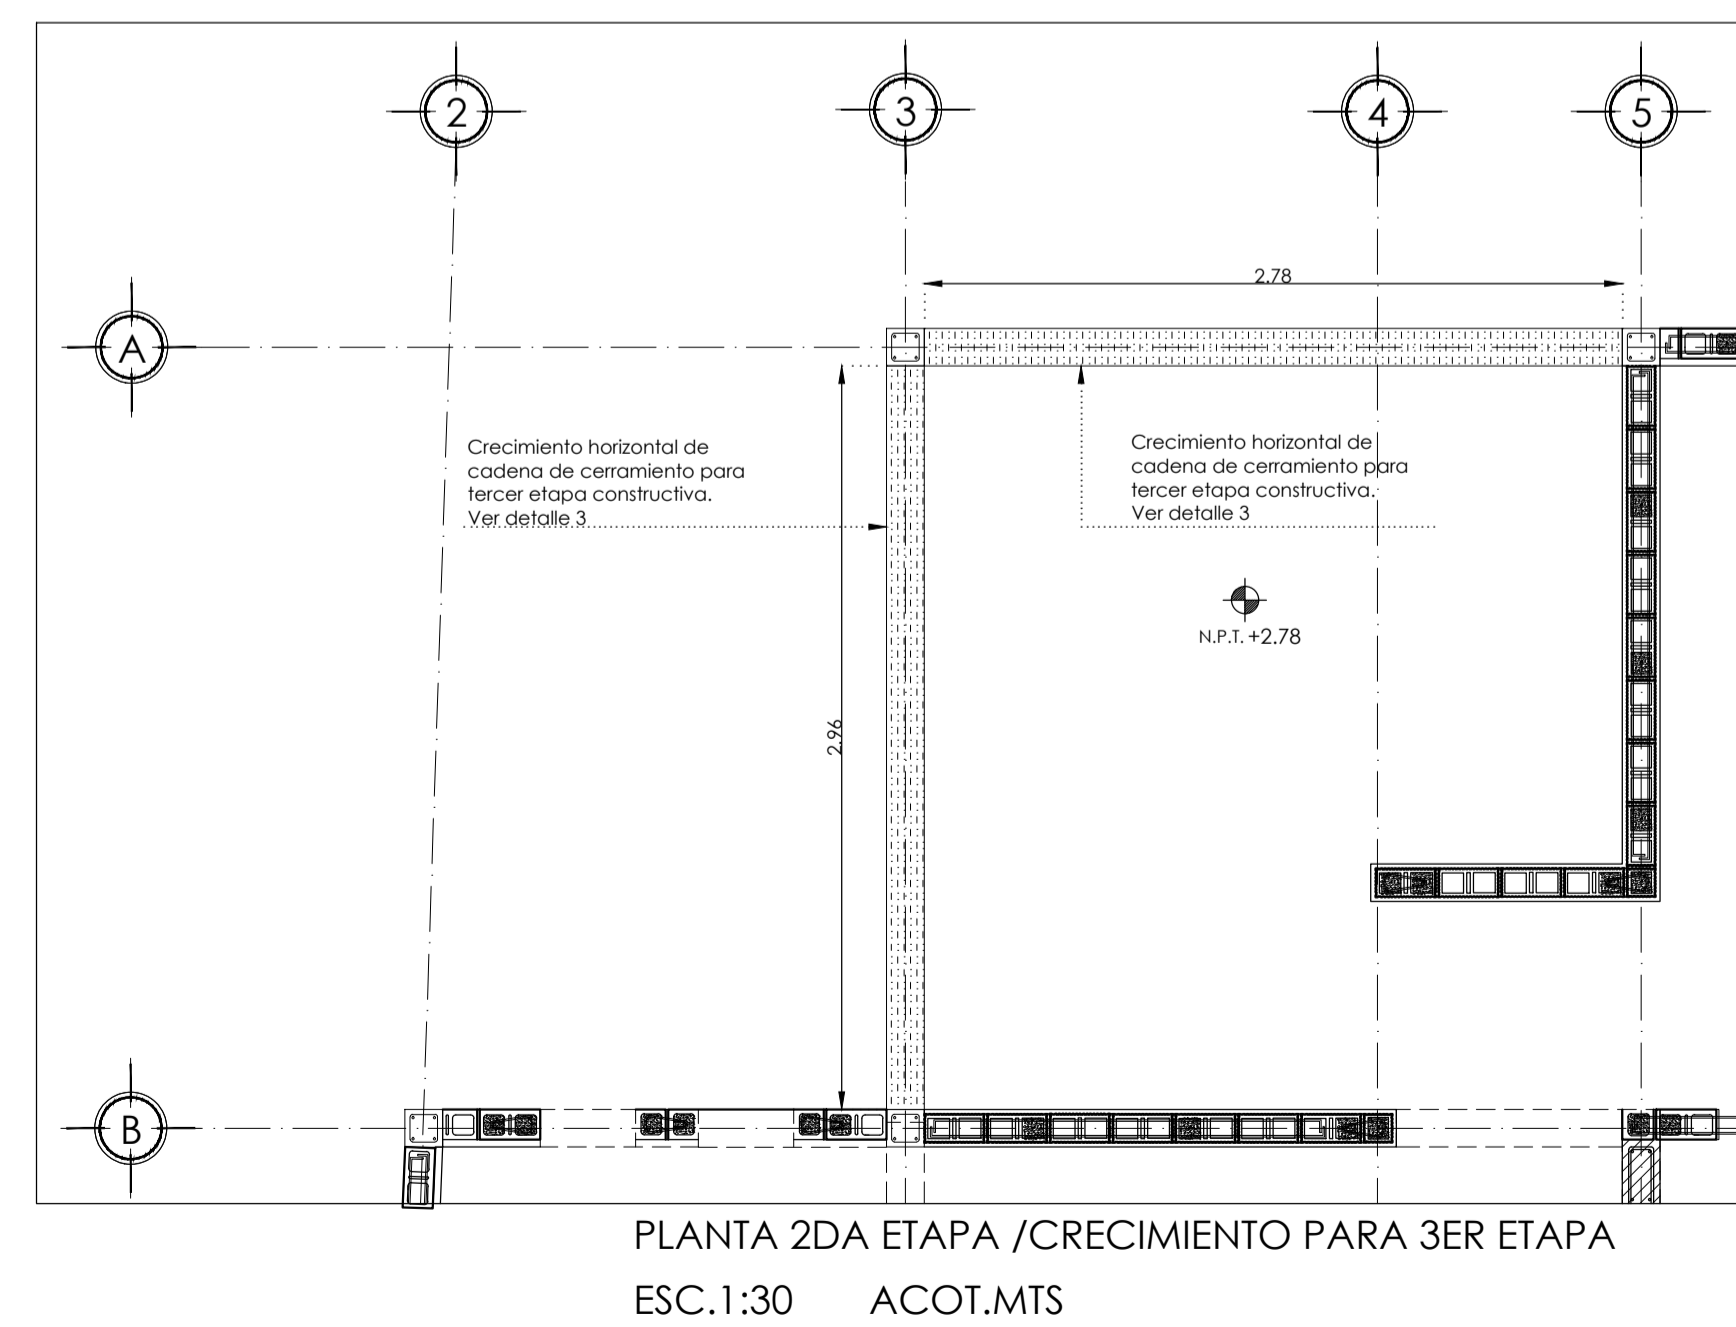 2
3
4
5
2.78
A
Crecimiento horizontal de
cadena de cerramiento para
tercer etapa constructiva.
Ver detalle 3
Crecimiento horizontal de
cadena de cerramiento para
tercer etapa constructiva.
Ver detalle 3
N.P.T. +2.78
2.96
B
PLANTA 2DA ETAPA /CRECIMIENTO PARA 3ER ETAPA
ESC.1:30 ACOT.MTS